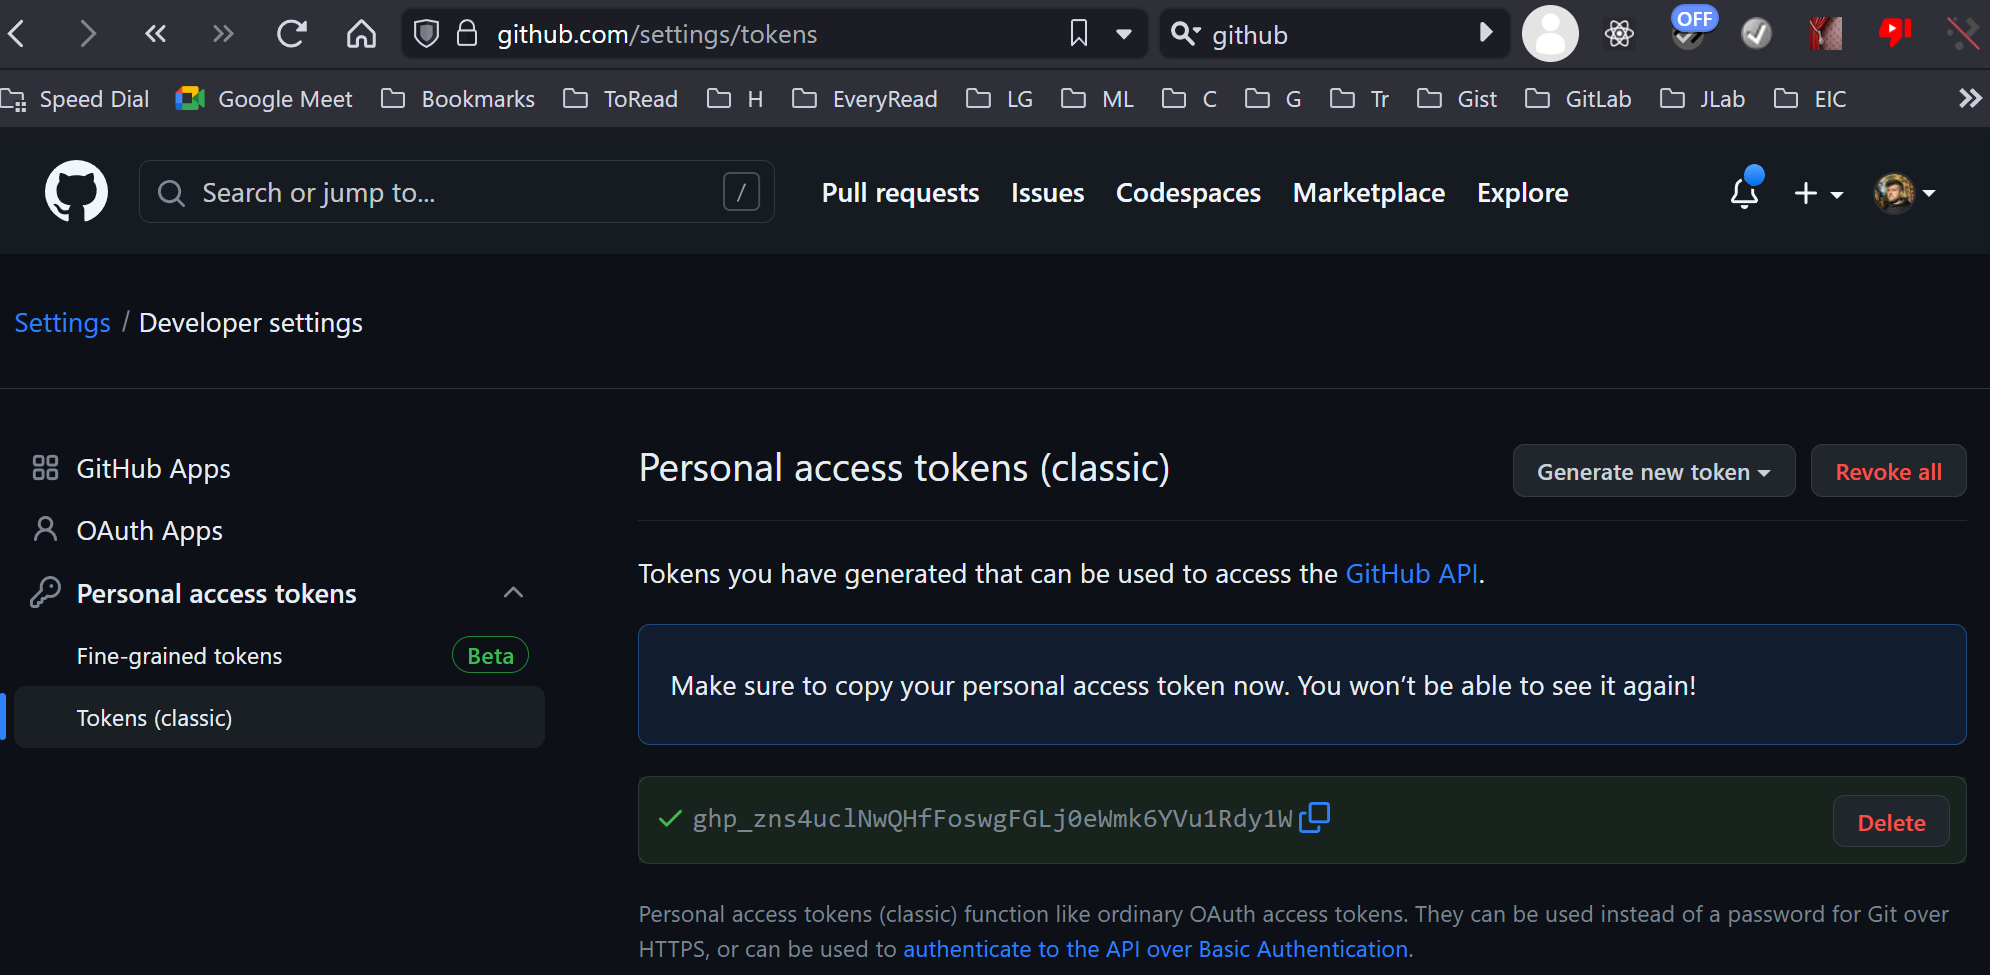 github.com/settings/tokens
github
OFF
Speed Dial
Google Meet
Bookmarks
ToRead
H
EveryRead
LG
ML
C
G
Tr
Gist
GitLab
JLab
EIC
Search or jump to...
/
Pull requests
Issues
Codespaces
Marketplace
Explore
Settings / Developer settings
GitHub Apps
OAuth Apps
Personal access tokens
Fine-grained tokens
Beta
Tokens (classic)
Personal access tokens (classic)
Generate new token
Revoke all
Tokens you have generated that can be used to access the GitHub API.
Make sure to copy your personal access token now. You won’t be able to see it again!
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
Delete
Personal access tokens (classic) function like ordinary OAuth access tokens. They can be used instead of a password for Git over
HTTPS, or can be used to authenticate to the API over Basic Authentication.